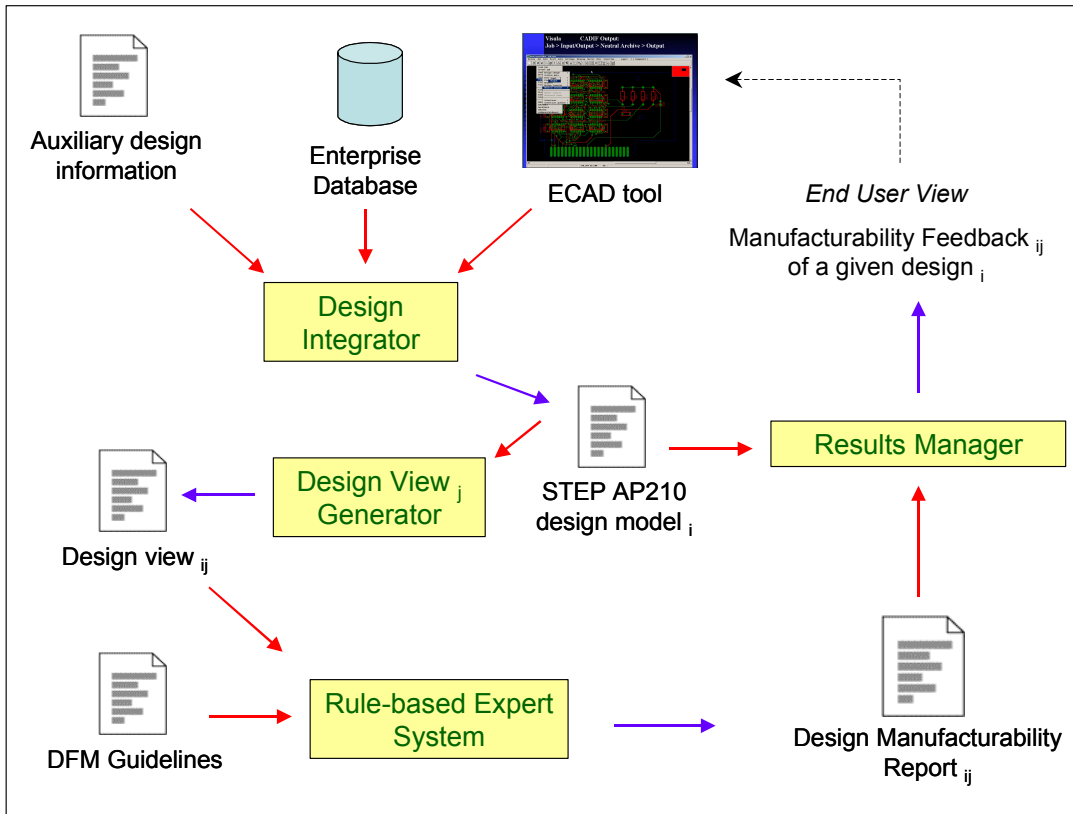 Visula CADIF Output:
Job > Input/Output > Neutral Archive > Output
Auxiliary design
information
Enterprise
Database
ECAD tool
End User View
Manufacturability Feedback ij
of a given design i
Design
Integrator
Results Manager
STEP AP210
design model i
Design View j
Generator
Design view ij
Rule-based Expert
System
DFM Guidelines
Design Manufacturability
Report ij